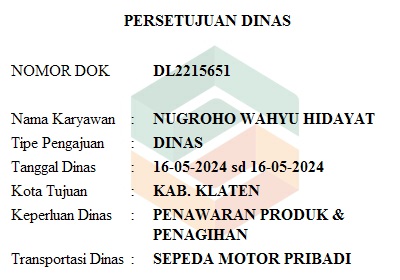 PERSETUJUAN DINAS
NOMOR DOK DL2215651
Nama Karyawan : NUGROHO WAHYU HIDAYAT
Tipe Pengajuan : DINAS
Tanggal Dinas : 16-05-2024 sd 16-05-2024
Kota Tujuan : KAB. KLATEN
Keperluan Dinas : PENAWARAN PRODUK &
PENAGIHAN
Transportasi Dinas : SEPEDA MOTOR PRIBADI